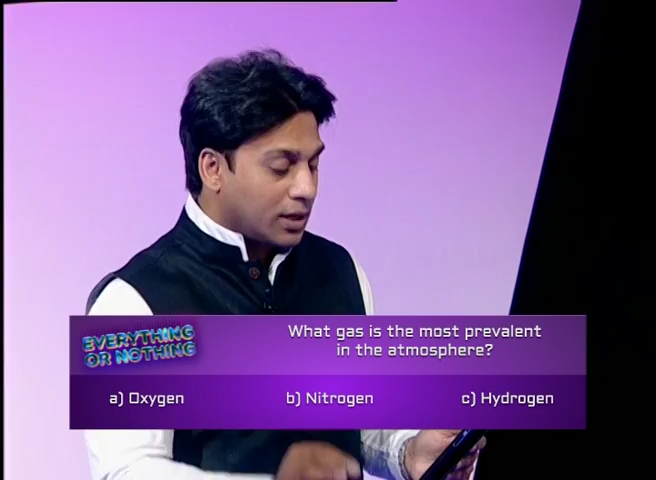 EVERYTHING
OR NOTHING
What gas is the most prevalent
in the atmosphere?
a) Oxygen
b) Nitrogen
c) Hydrogen